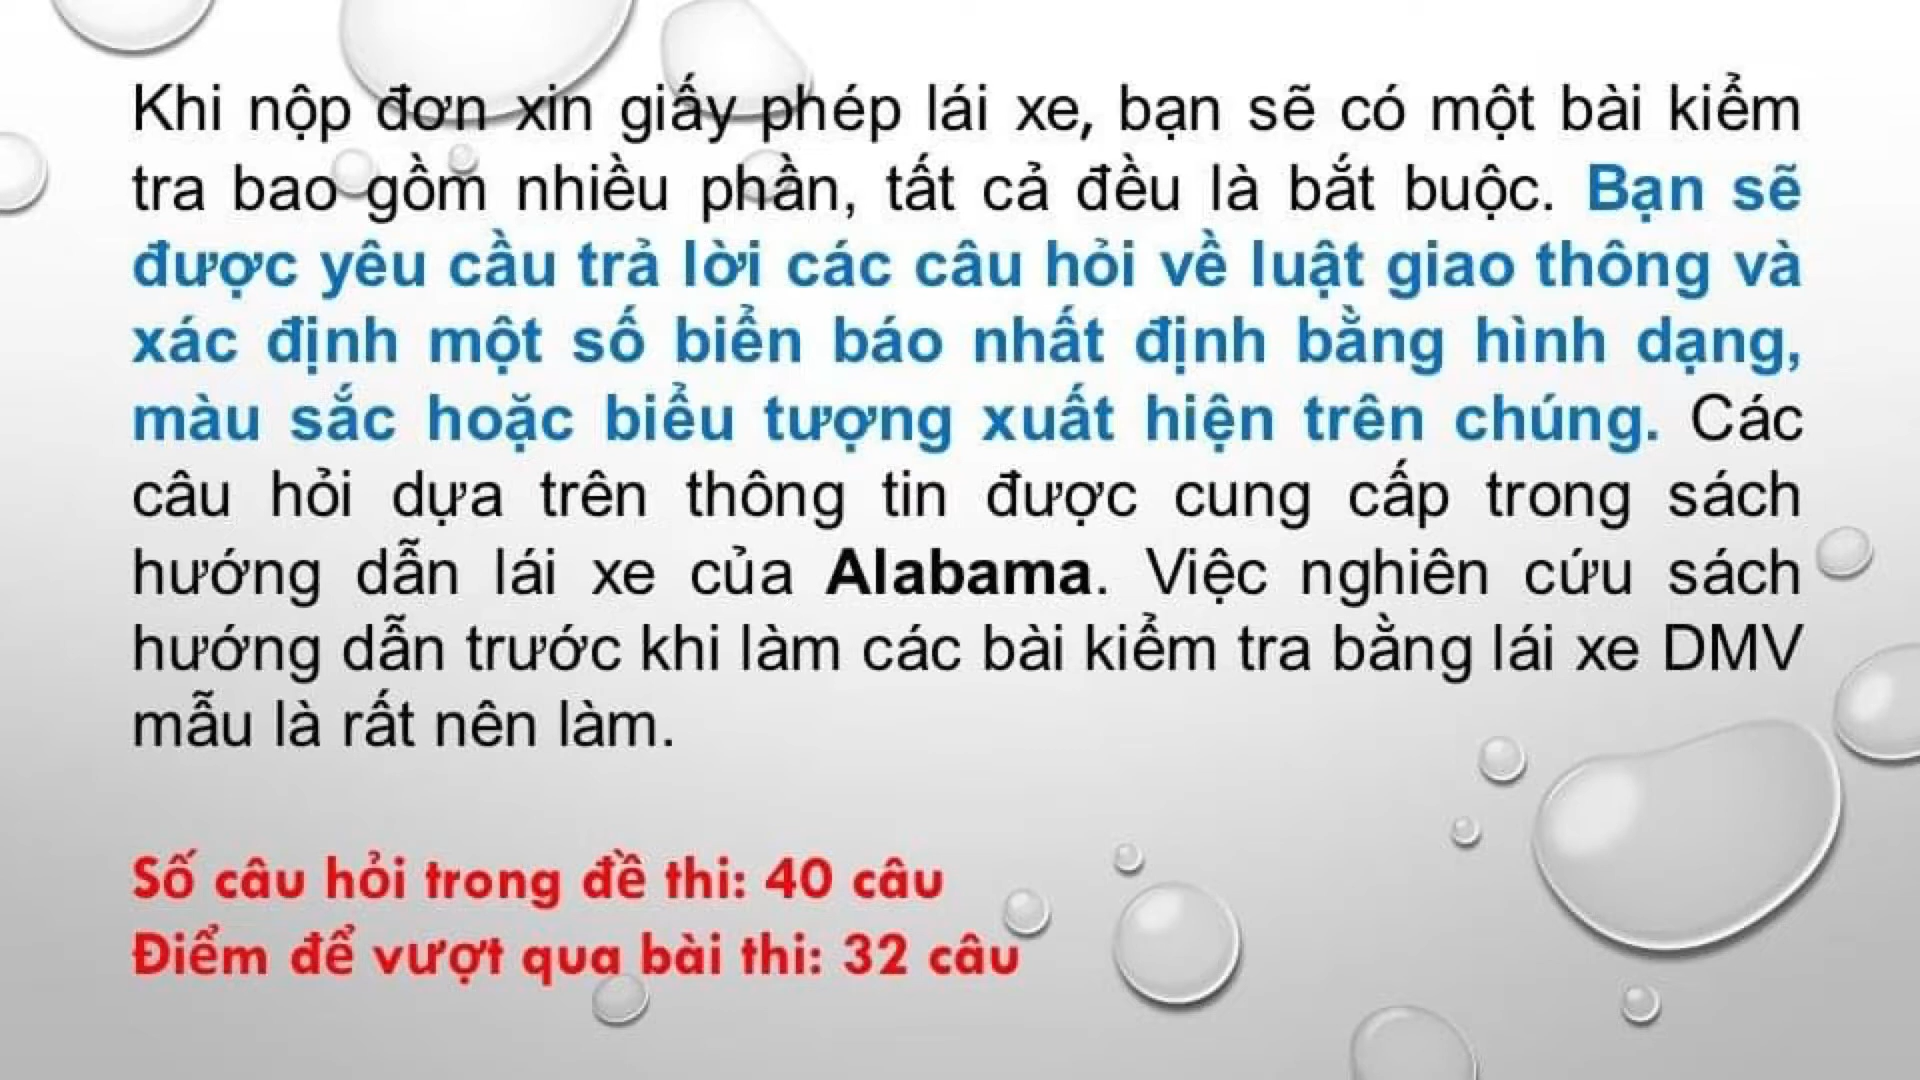 Khi nộp đơn xin giấy phép lái xe, bạn sẽ có một bài kiểm
tra bao gồm nhiều phần, tất cả đều là bắt buộc. Bạn sẽ
được yêu cầu trả lời các câu hỏi về luật giao thông và
xác định một số biển báo nhất định bằng hình dạng,
màu sắc hoặc biểu tượng xuất hiện trên chúng. Các
câu hỏi dựa trên thông tin được cung cấp trong sách
hướng dẫn lái xe của Alabama. Việc nghiên cứu sách
hướng dẫn trước khi làm các bài kiểm tra bằng lái xe DMV
mẫu là rất nên làm.
Số câu hỏi trong đề thi: 40 câu
Điểm để vượt qua bài thi: 32 câu